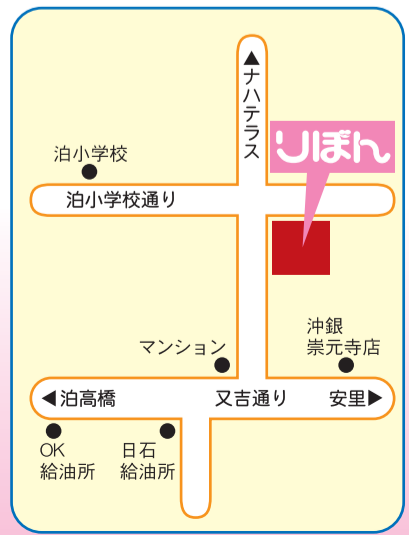 ▲ナハテラス
りぼん
泊小学校
泊小学校通り
マンション
沖銀
崇元寺店
◀泊高橋
又吉通り
安里▶
OK
給油所
日石
給油所